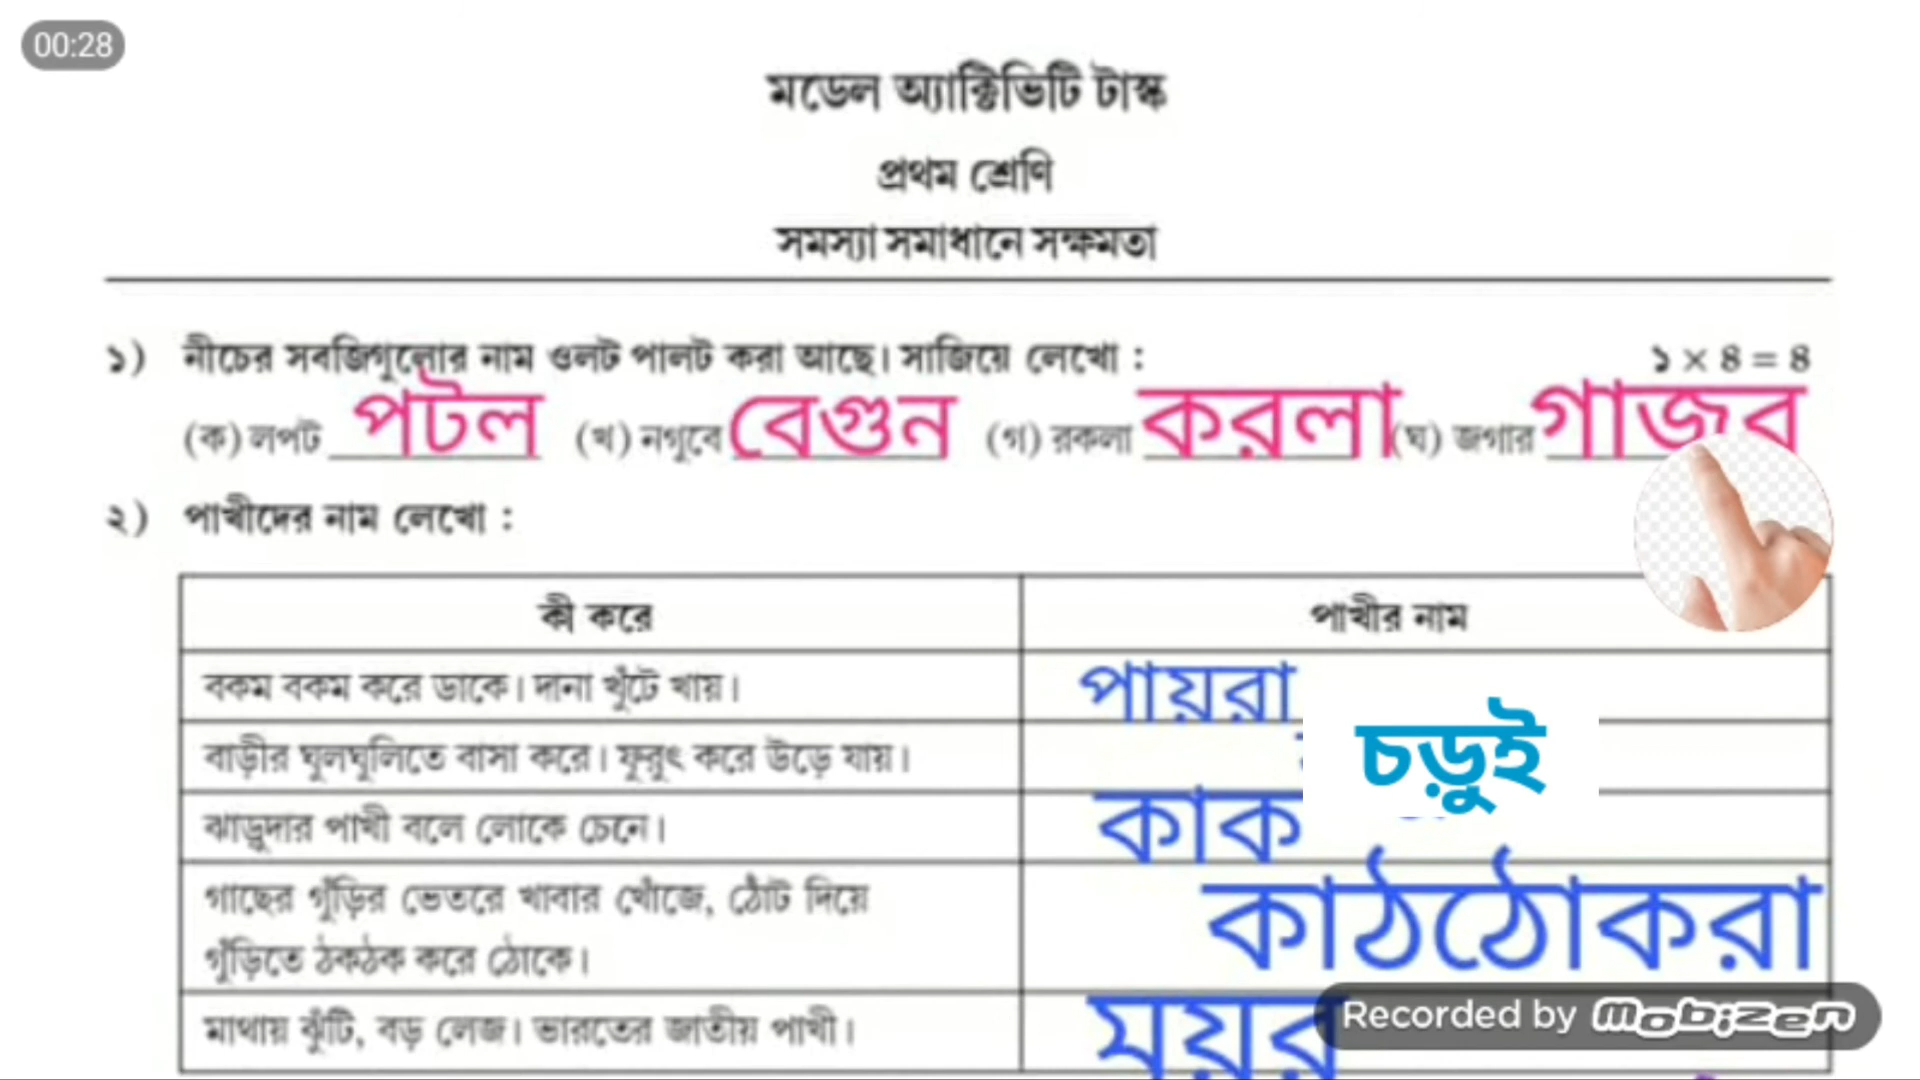 00:28
মডেল অ্যাক্টিভিটি টাস্ক
প্রথম শ্রেণি
সমস্যা সমাধানে সক্ষমতা
১) নীচের সবজিগুলোর নাম ওলট পালট করা আছে। সাজিয়ে লেখো : ১ × ৪ = ৪
(ক) লপট পটল (খ) নগুবে বেগুন (গ) রকলা করলা (ঘ) জগার গাজব
২) পাখীদের নাম লেখো :
কী করে পাখীর নাম
বকম বকম করে ডাকে। দানা খুঁটে খায়। পায়রা
বাড়ীর ঘুলঘুলিতে বাসা করে। ফুরুৎ করে উড়ে যায়। চড়ুই
ঝাড়ুদার পাখী বলে লোকে চেনে। কাক
গাছের গুঁড়ির ভেতরে খাবার খোঁজে, ঠোঁট দিয়ে
গুঁড়িতে ঠকঠক করে ঠোকে। কাঠঠোকরা
মাথায় ঝুঁটি, বড় লেজ। ভারতের জাতীয় পাখী।
Recorded by mobizen